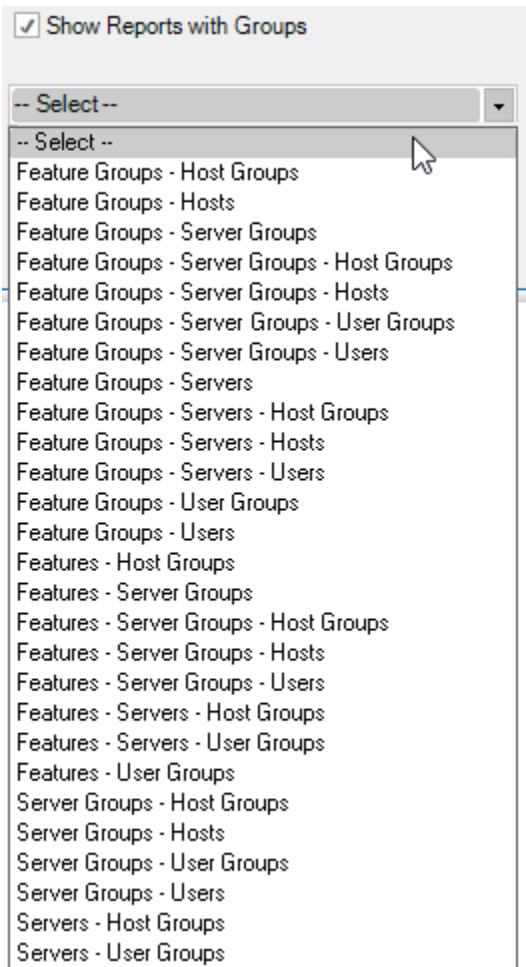 Show Reports with Groups
-- Select --
-- Select --
Feature Groups - Host Groups
Feature Groups - Hosts
Feature Groups - Server Groups
Feature Groups - Server Groups - Host Groups
Feature Groups - Server Groups - Hosts
Feature Groups - Server Groups - User Groups
Feature Groups - Server Groups - Users
Feature Groups - Servers
Feature Groups - Servers - Host Groups
Feature Groups - Servers - Hosts
Feature Groups - Servers - Users
Feature Groups - User Groups
Feature Groups - Users
Features - Host Groups
Features - Server Groups
Features - Server Groups - Host Groups
Features - Server Groups - Hosts
Features - Server Groups - Users
Features - Servers - Host Groups
Features - Servers - User Groups
Features - User Groups
Server Groups - Host Groups
Server Groups - Hosts
Server Groups - User Groups
Server Groups - Users
Servers - Host Groups
Servers - User Groups